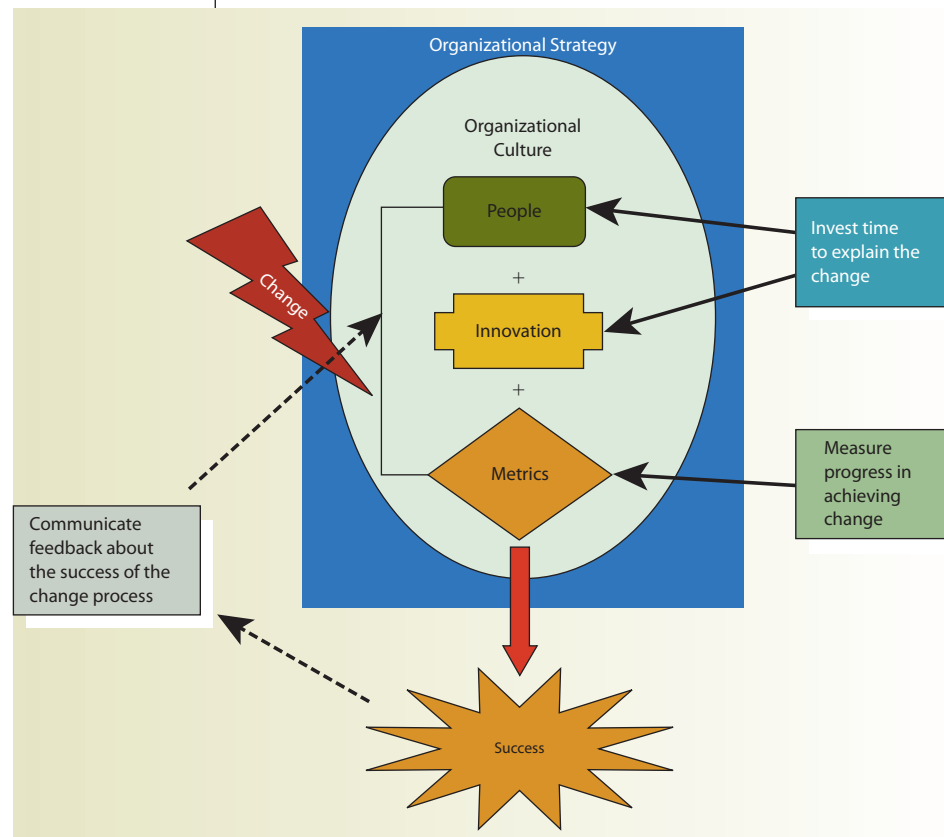 Organizational Strategy
Organizational
Culture
People
+
Innovation
+
Metrics
Change
Invest time
to explain the
change
Measure
progress in
achieving
change
Communicate
feedback about
the success of the
change process
Success